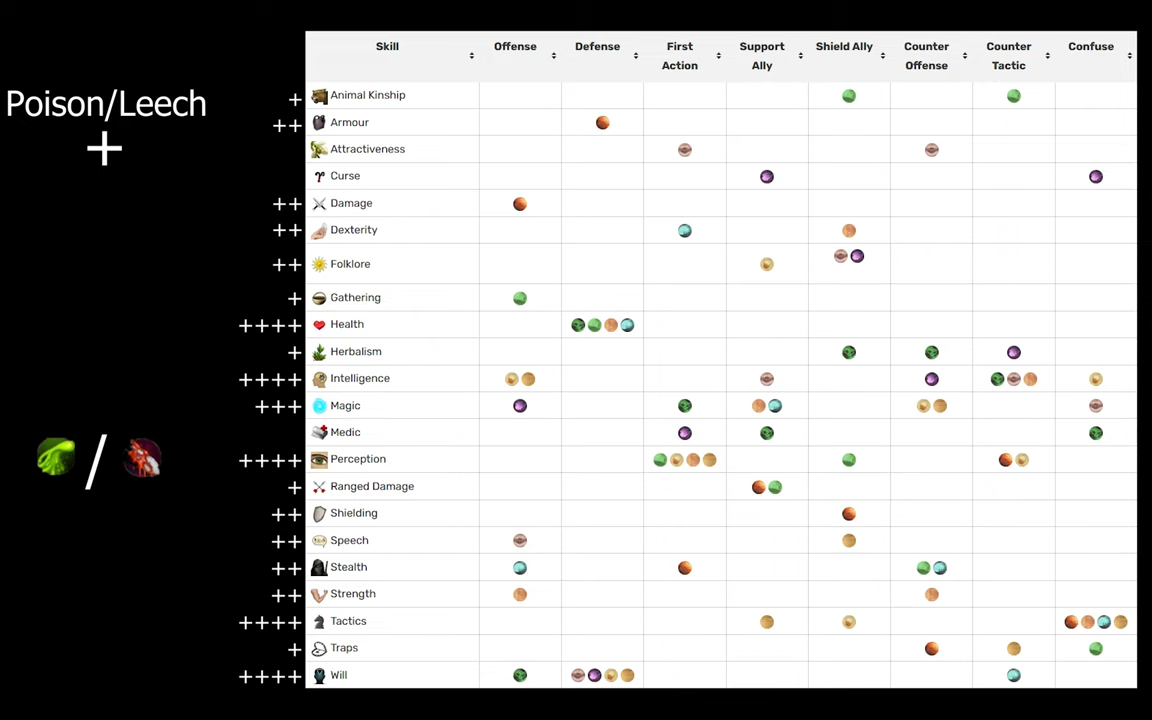 Poison/Leech
+
/
Skill Offense Defense First Action Support Ally Shield Ally Counter Offense Counter Tactic Confuse
+ Animal Kinship
++ Armour
Attractiveness
Curse
++ Damage
++ Dexterity
++ Folklore
+ Gathering
++++ Health
+ Herbalism
++++ Intelligence
+++ Magic
Medic
++++ Perception
+ Ranged Damage
++ Shielding
++ Speech
++ Stealth
++ Strength
++++ Tactics
+ Traps
++++ Will